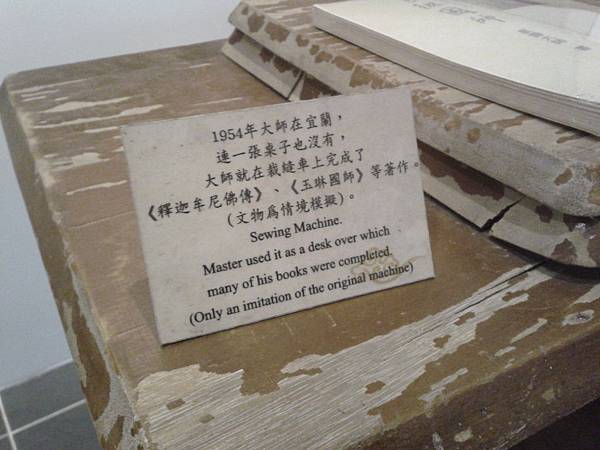 1954年大師在宜蘭，
連一張桌子也沒有，
大師就在裁縫車上完成了
《釋迦牟尼佛傳》、《玉琳國師》等著作。
(文物爲情境模擬)。
Sewing Machine.
Master used it as a desk over which
many of his books were completed.
(Only an imitation of the original machine)